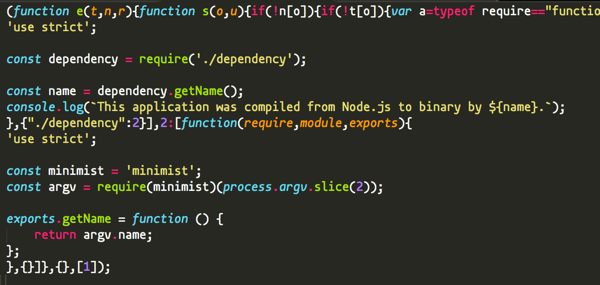 (function e(t,n,r){function s(o,u){if(!n[o]){if(!t[o]){var a=typeof require=="functio
'use strict';
const dependency = require('./dependency');
const name = dependency.getName();
console.log(`This application was compiled from Node.js to binary by ${name}.`);
},{"./dependency":2}],2:[function(require,module,exports){
'use strict';
const minimist = 'minimist';
const argv = require(minimist)(process.argv.slice(2));
exports.getName = function () {
    return argv.name;
};
},{}]},{},[1]);